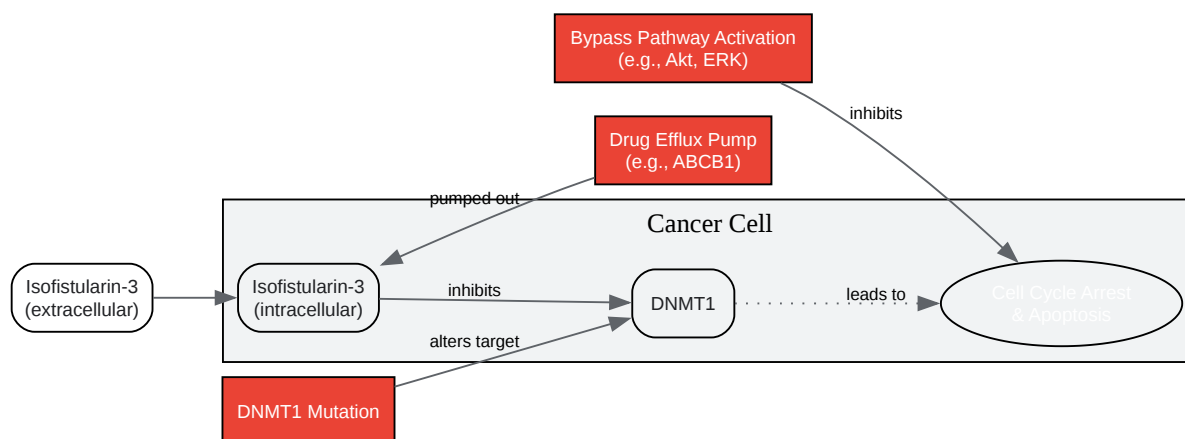 Bypass Pathway Activation
(e.g., Akt, ERK)
inhibits
Drug Efflux Pump
(e.g., ABCB1)
pumped out
Cancer Cell
Isofistularin-3
(extracellular)
Isofistularin-3
(intracellular)
inhibits
DNMT1
leads to
Cell Cycle Arrest
& Apoptosis
alters target
DNMT1 Mutation